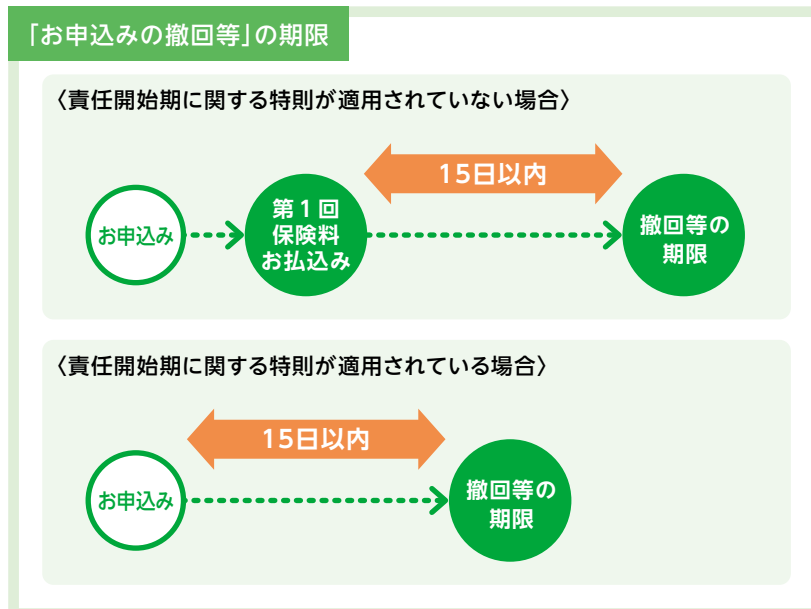 「お申込みの撤回等」の期限
〈責任開始期に関する特則が適用されていない場合〉
15日以内
お申込み
第1回
保険料
お払込み
撤回等の
期限
〈責任開始期に関する特則が適用されている場合〉
15日以内
お申込み
撤回等の
期限